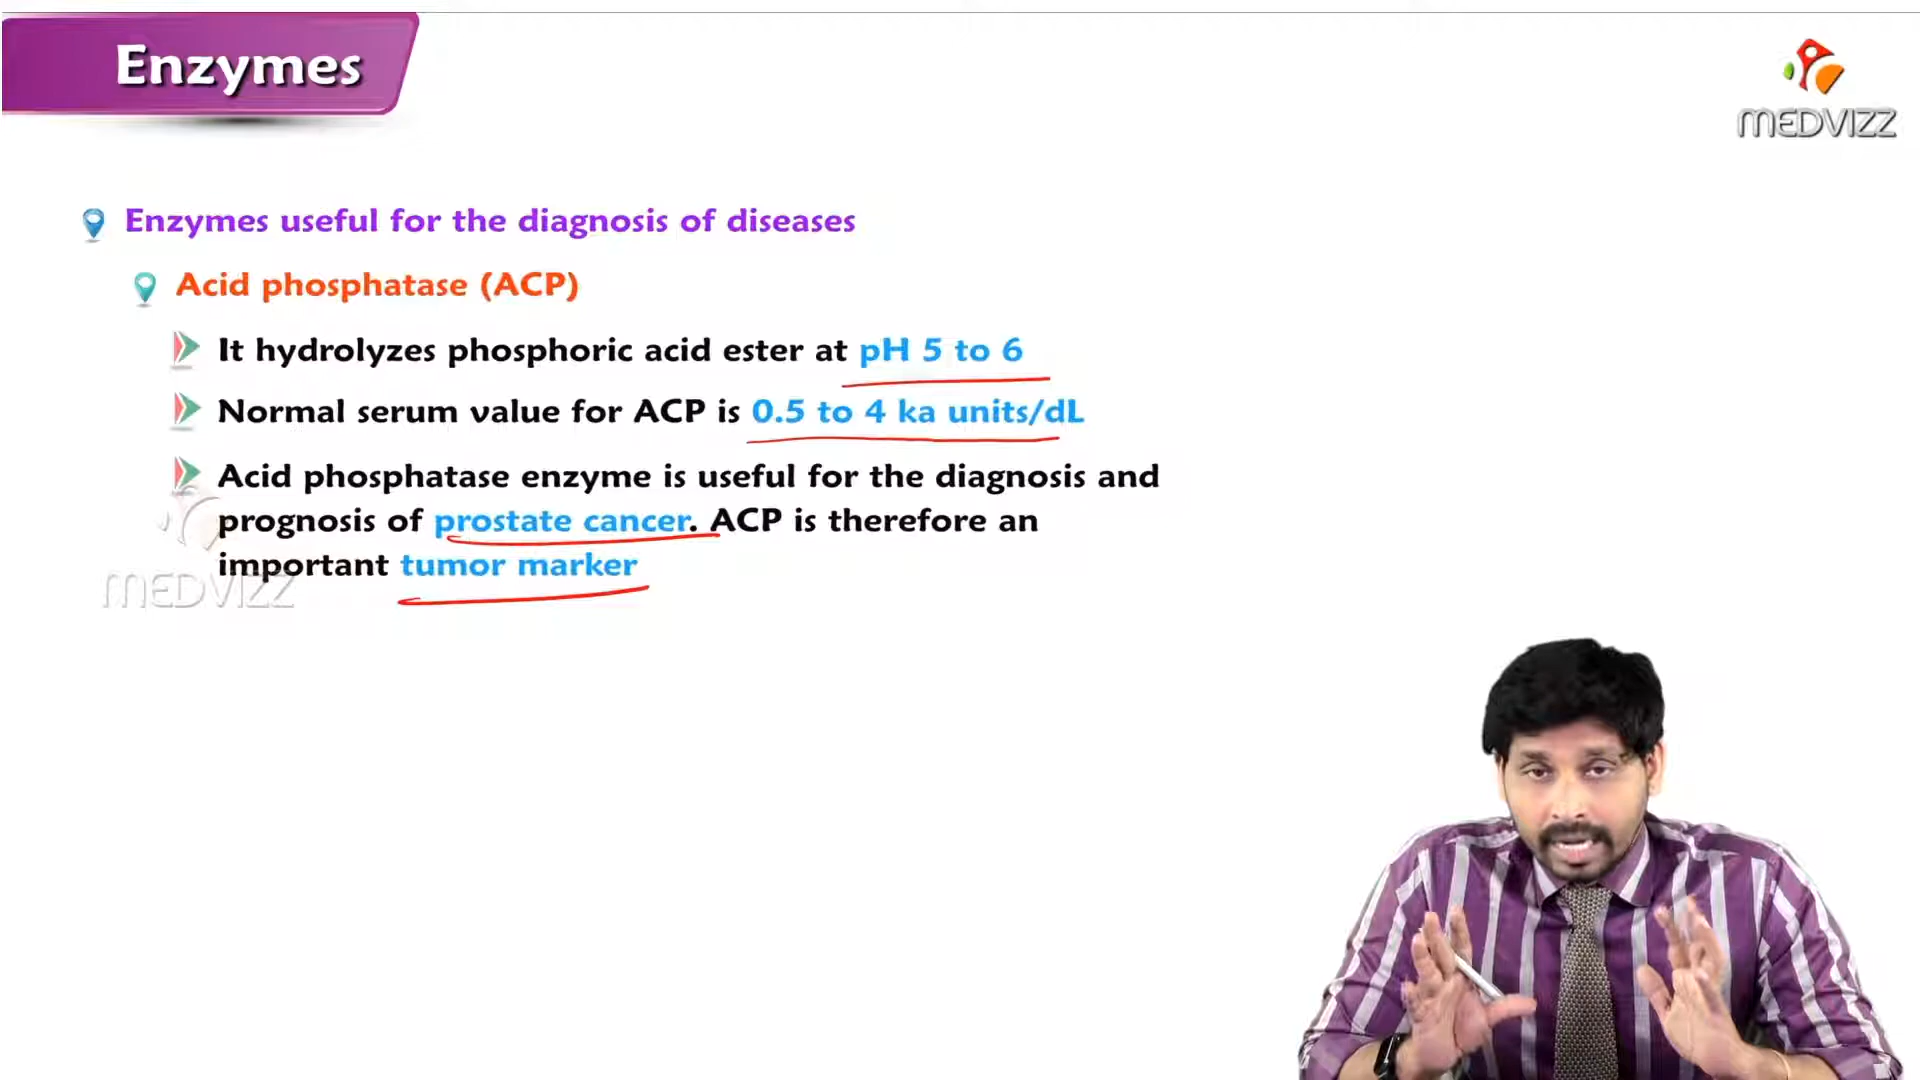 Enzymes
MEDVIZZ
Enzymes useful for the diagnosis of diseases
Acid phosphatase (ACP)
It hydrolyzes phosphoric acid ester at pH 5 to 6
Normal serum value for ACP is 0.5 to 4 ka units/dL
Acid phosphatase enzyme is useful for the diagnosis and
prognosis of prostate cancer. ACP is therefore an
important tumor marker
MEDVIZZ